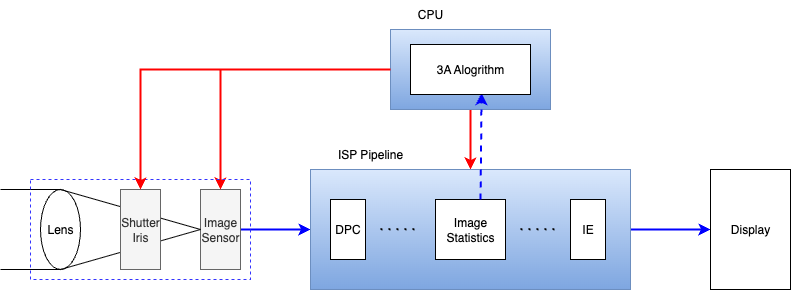 CPU
3A Alogrithm
ISP Pipeline
Lens
Shutter
Iris
Image
Sensor
DPC
.....
Image
Statistics
.....
IE
Display